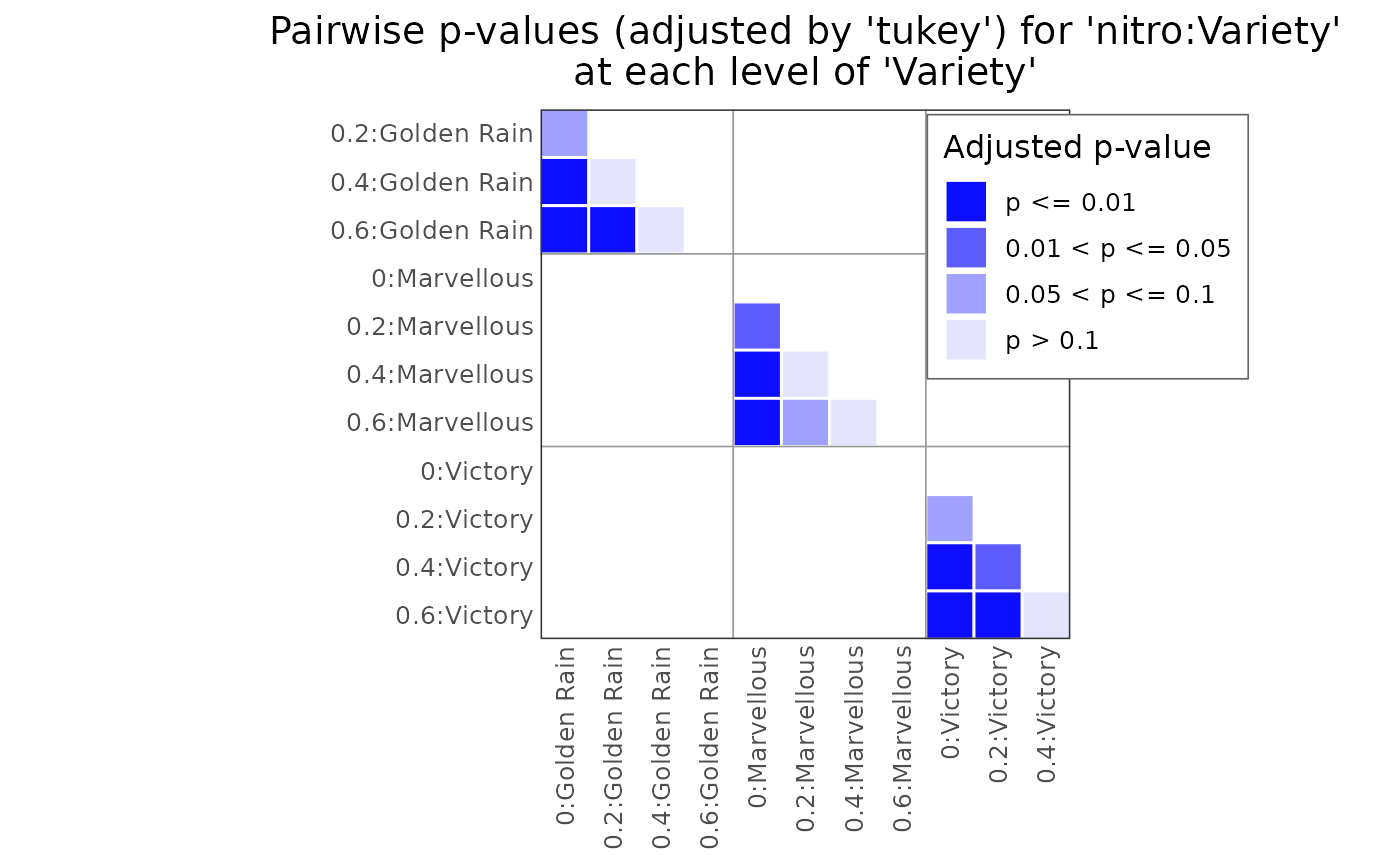 Pairwise p-values (adjusted by 'tukey') for 'nitro:Variety'
at each level of 'Variety'
0.2:Golden Rain
0.4:Golden Rain
0.6:Golden Rain
0:Marvellous
0.2:Marvellous
0.4:Marvellous
0.6:Marvellous
0:Victory
0.2:Victory
0.4:Victory
0.6:Victory
Adjusted p-value
p <= 0.01
0.01 < p <= 0.05
0.05 < p <= 0.1
p > 0.1
0:Golden Rain
0.2:Golden Rain
0.4:Golden Rain
0.6:Golden Rain
0:Marvellous
0.2:Marvellous
0.4:Marvellous
0.6:Marvellous
0:Victory
0.2:Victory
0.4:Victory